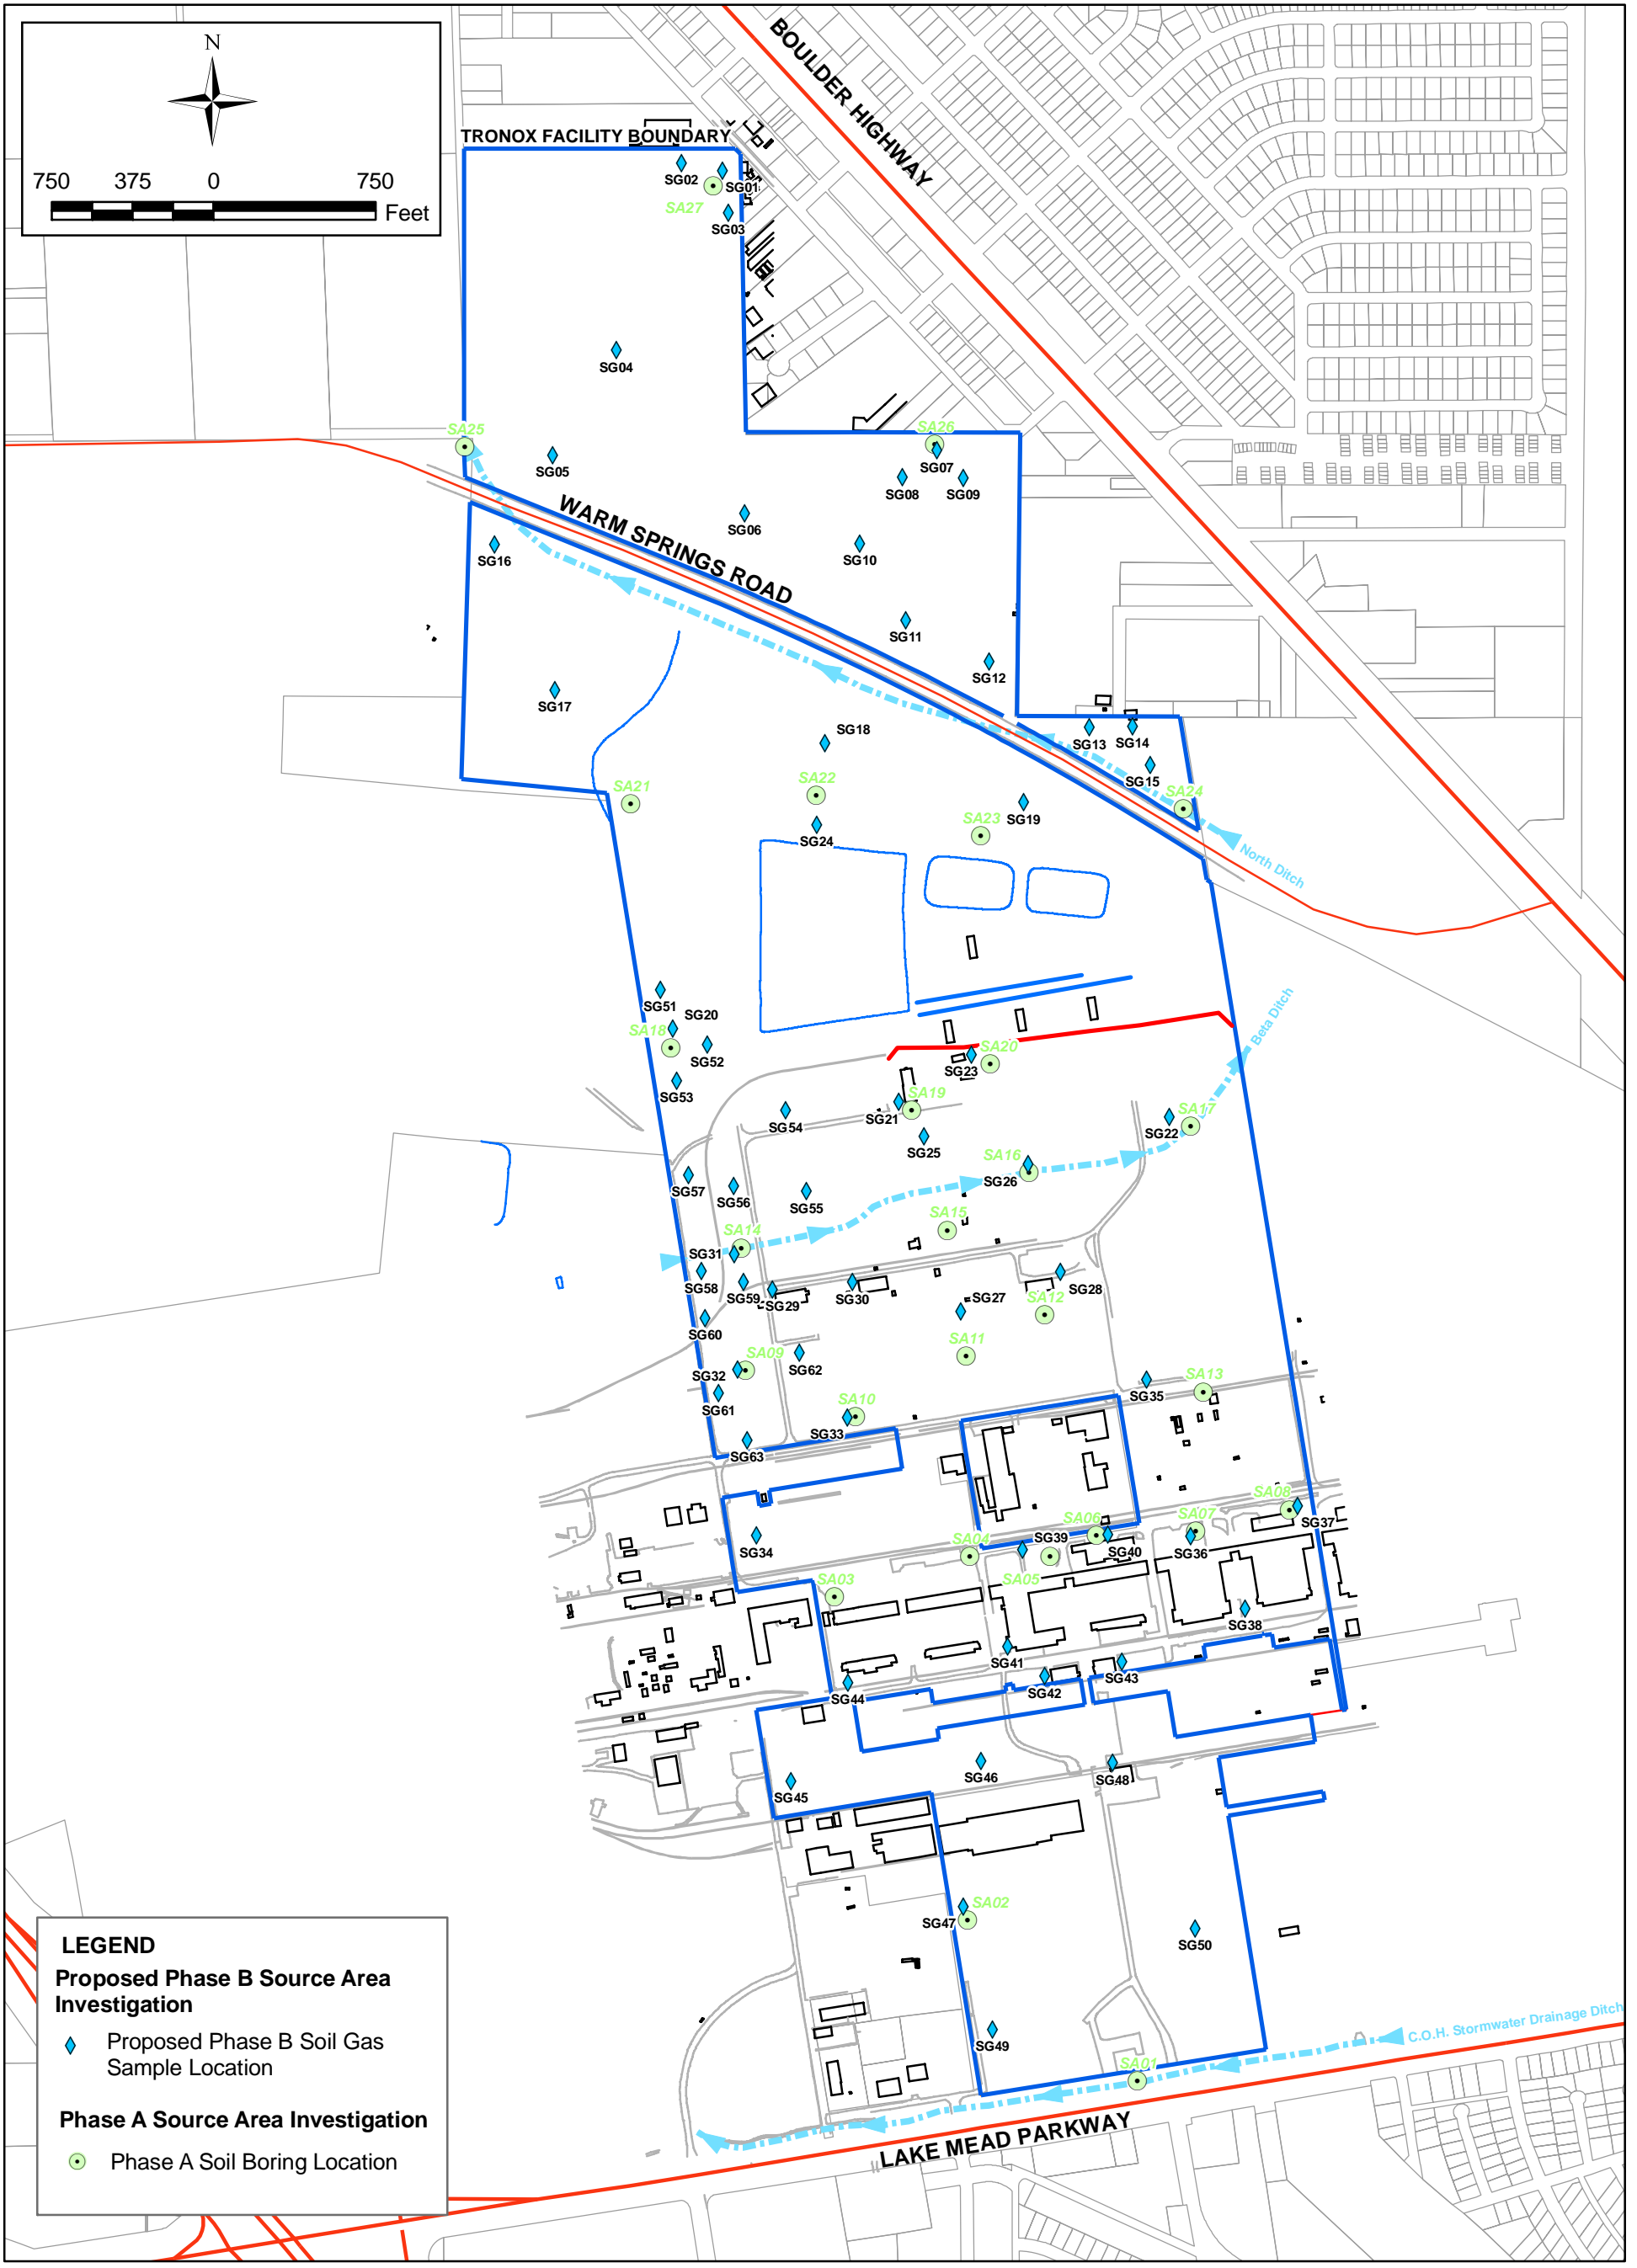 N
750 375 0 750
Feet
BOULDER HIGHWAY
TRONOX FACILITY BOUNDARY
SG02
SG01
SA27
SG03
SG04
SA25
SA26
SG05
SG07
SG08
SG09
SG06
WARM SPRINGS ROAD
SG16
SG10
SG11
SG12
SG17
SG18
SG13
SG14
SG15
SA21
SA22
SA24
SG19
SA23
SG24
North Ditch
SG51
SG20
SA18
SG52
SG53
SG23
SA20
Beta Ditch
SG54
SG21
SA19
SG22
SA17
SG25
SA16
SG26
SG57
SG56
SG55
SA15
SA14
SG31
SG58
SG59
SG29
SG30
SG28
SG27
SA12
SG60
SA11
SA09
SG62
SG32
SG61
SG35
SA13
SA10
SG33
SG63
SA08
SG37
SA07
SG36
SA06
SG40
SG39
SA04
SA05
SG34
SA03
SG38
SG41
SG42
SG43
SG44
SG45
SG46
SG48
SA02
SG47
SG50
SG49
C.O.H. Stormwater Drainage Ditch
SA01
LAKE MEAD PARKWAY
LEGEND
Proposed Phase B Source Area
Investigation
Proposed Phase B Soil Gas
Sample Location
Phase A Source Area Investigation
Phase A Soil Boring Location